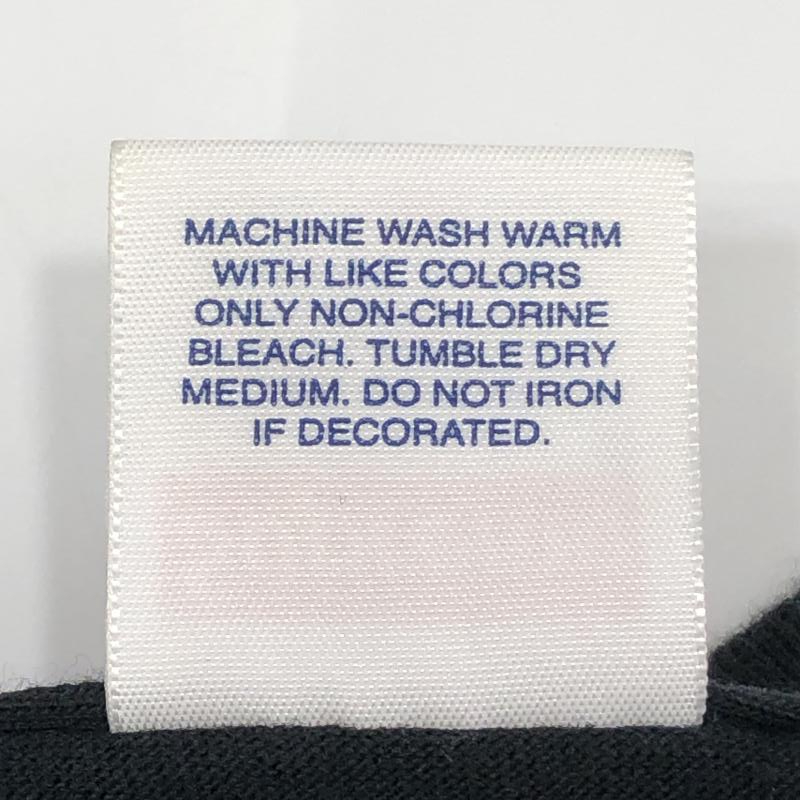 MACHINE WASH WARM
WITH LIKE COLORS
ONLY NON-CHLORINE
BLEACH. TUMBLE DRY
MEDIUM. DO NOT IRON
IF DECORATED.